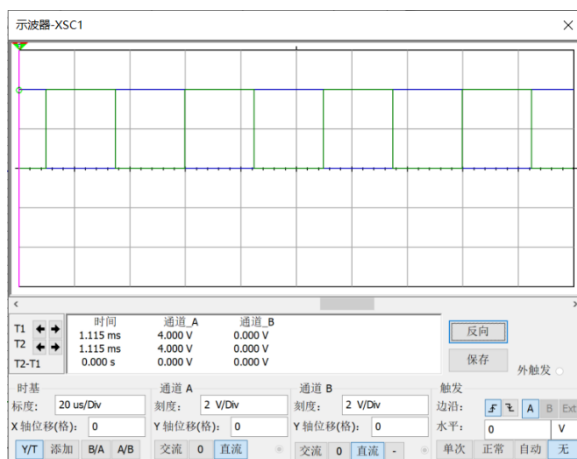 示波器-XSC1
时间 通道_A 通道_B
T1 1.115 ms 4.000 V 0.000 V
T2 1.115 ms 4.000 V 0.000 V
T2-T1 0.000 s 0.000 V 0.000 V
反向
保存
外触发
时基 通道 A 通道 B 触发
标度: 20 us/Div 刻度: 2 V/Div 刻度: 2 V/Div 边沿: A B Ext
X 轴位移(格): 0 Y 轴位移(格): 0 Y 轴位移(格): 0 水平: 0 V
Y/T 添加 B/A A/B 交流 0 直流 交流 0 直流 - 单次 正常 自动 无